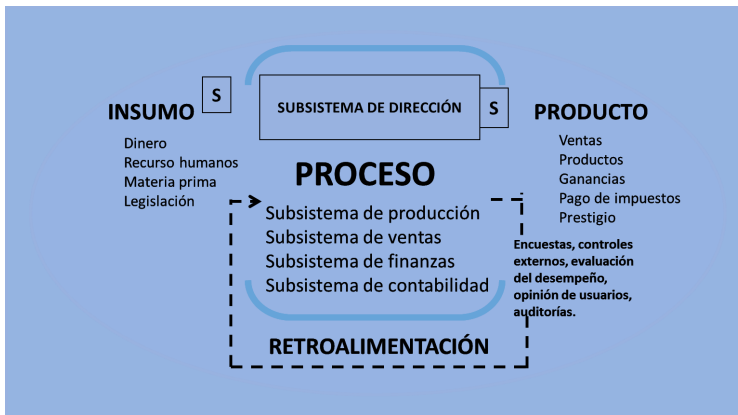 INSUMO
S
Dinero
Recurso humanos
Materia prima
Legislación
SUBSISTEMA DE DIRECCIÓN
S
PROCESO
Subsistema de producción
Subsistema de ventas
Subsistema de finanzas
Subsistema de contabilidad
PRODUCTO
Ventas
Productos
Ganancias
Pago de impuestos
Prestigio
Encuestas, controles
externos, evaluación
del desempeño,
opinión de usuarios,
auditorías.
RETROALIMENTACIÓN